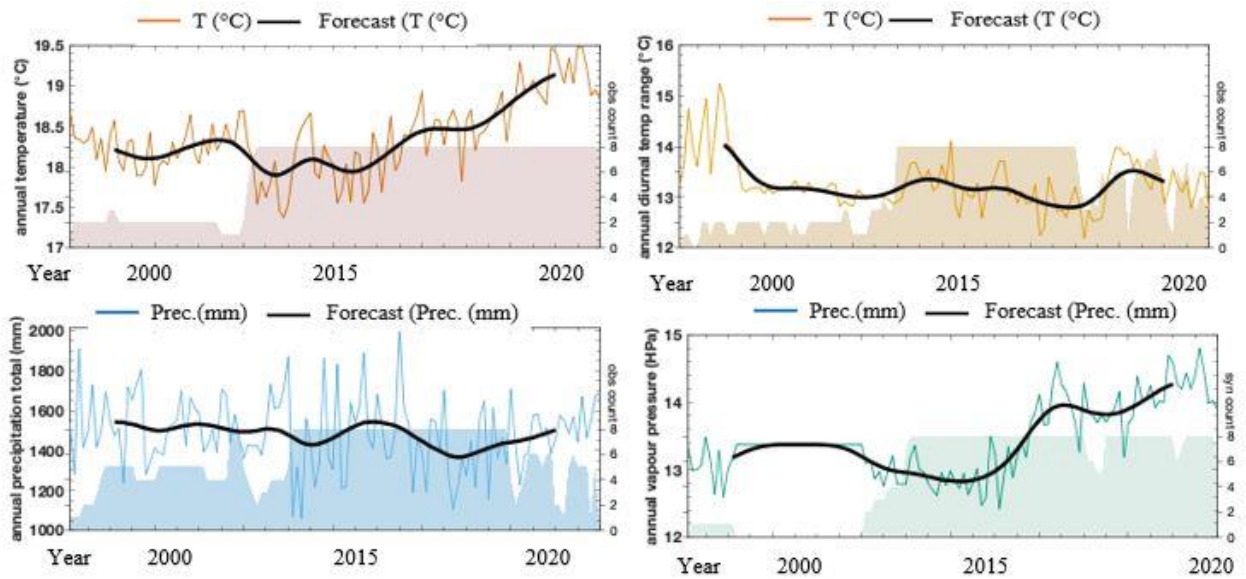 T (°C) Forecast (T (°C)
annual temperature (°C)
19.5
19
18.5
18
17.5
17
obs count
8
6
4
2
0
Year 2000 2015 2020
T (°C) Forecast (T (°C)
annual diurnal temp range (°C)
16
15
14
13
12
obs count
8
6
4
2
0
Year 2000 2015 2020
Prec.(mm) Forecast (Prec. (mm)
annual precipitation total (mm)
2000
1800
1600
1400
1200
1000
obs count
8
6
4
2
0
Year 2000 2015 2020
Prec.(mm) Forecast (Prec. (mm)
annual vapour pressure (HPa)
15
14
13
12
syn count
8
6
4
2
0
Year 2000 2015 2020